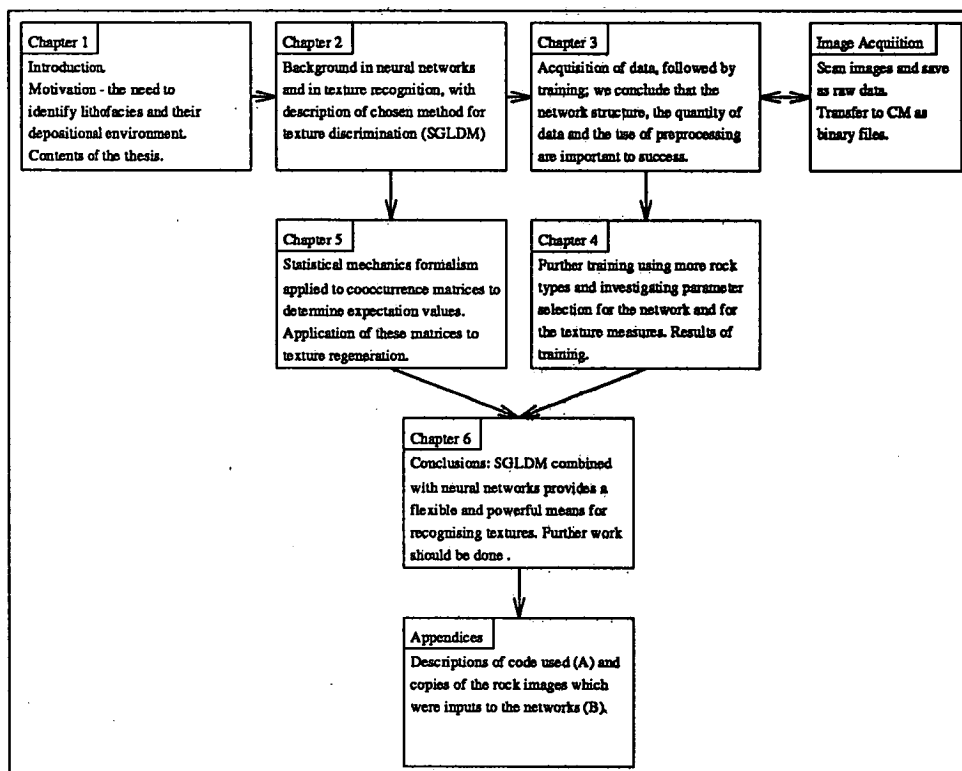 Chapter 1
Introduction.
Motivation - the need to
identify lithofacies and their
depositional environment.
Contents of the thesis.
Chapter 2
Background in neural networks
and in texture recognition, with
description of chosen method for
texture discrimination (SGLDM)
Chapter 3
Acquisition of data, followed by
training; we conclude that the
network structure, the quantity of
data and the use of preprocessing
are important to success.
Image Acquiition
Scan images and save
as raw data.
Transfer to CM as
binary files.
Chapter 5
Statistical mechanics formalism
applied to cooccurrence matrices to
determine expectation values.
Application of these matrices to
texture regeneration.
Chapter 4
Further training using more rock
types and investigating parameter
selection for the network and for
the texture measures. Results of
training.
Chapter 6
Conclusions: SGLDM combined
with neural networks provides a
flexible and powerful means for
recognising textures. Further work
should be done .
Appendices
Descriptions of code used (A) and
copies of the rock images which
were inputs to the networks (B).